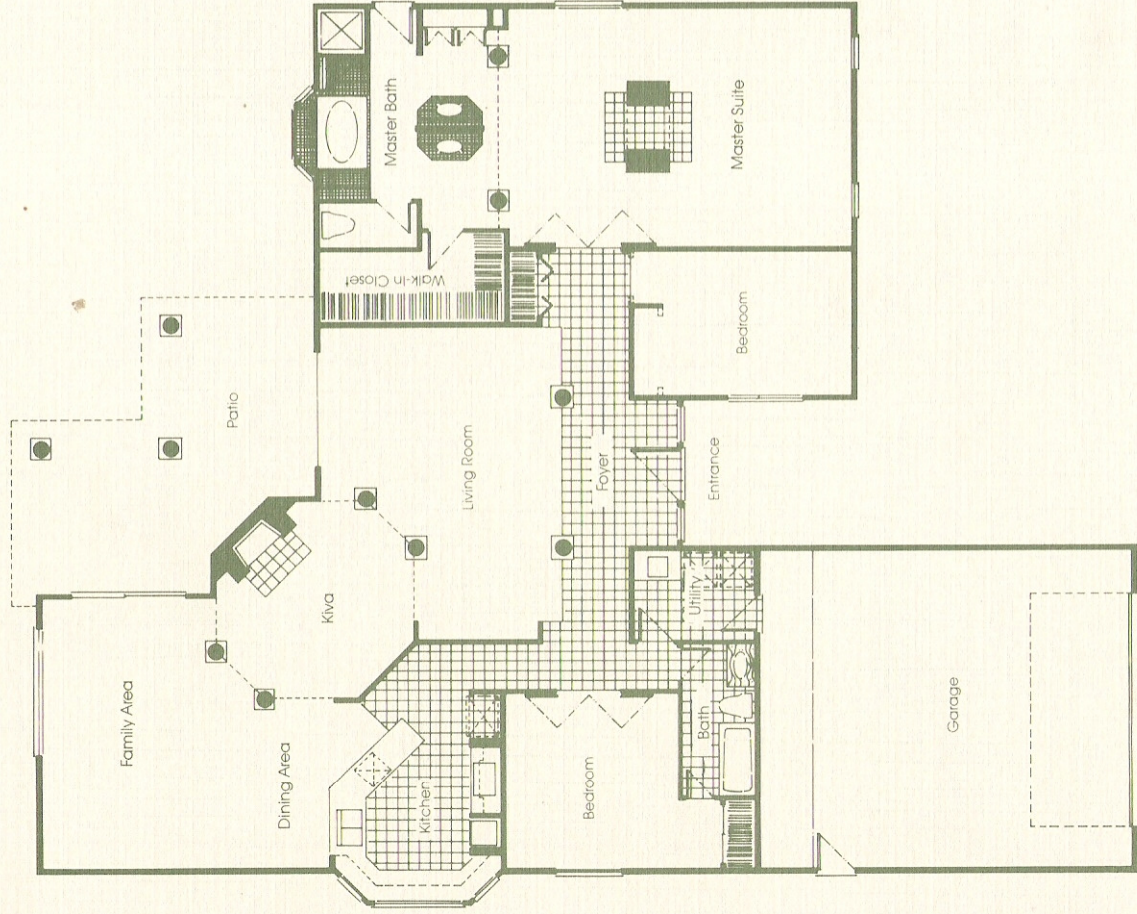 Family Area
Dining Area
Kitchen
Kiva
Patio
Living Room
Walk-In Closet
Master Bath
Master Suite
Bedroom
Foyer
Entrance
Utility
Bath
Bedroom
Garage